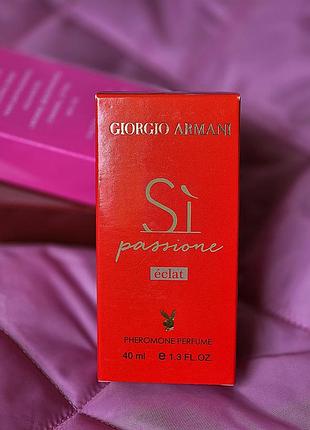 GIORGIO ARMANI
Sì
passione
éclat
PHEROMONE PERFUME
40 ml ℮ 1.3 FL.OZ.